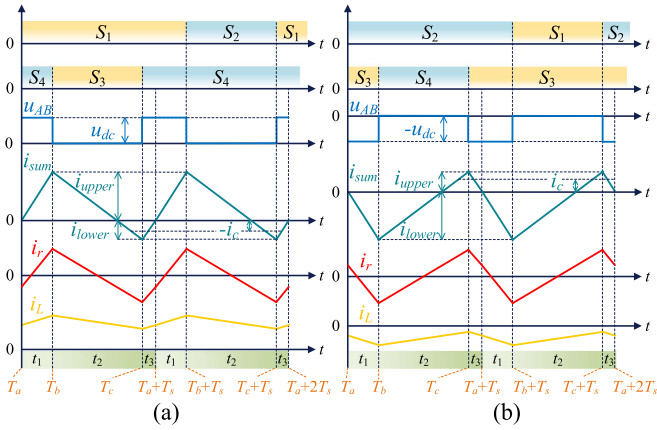 S1 S2 S1
0 t
S4 S3 S4
0 t
uAB
udc
0 t
isum
iupper
ilower
-ic
0 t
ir
0 t
iL
0 t
t1 t2 t3 t1 t2 t3
Ta Tb Tc Ta+Ts Tb+Ts Tc+Ts Ta+2Ts
(a)
S2 S1 S2
0 t
S3 S4 S3
0 t
uAB
-udc
0 t
isum
iupper
ic
ilower
0 t
ir
0 t
iL
0 t
t1 t2 t3 t1 t2 t3
Ta Tb Tc Ta+Ts Tb+Ts Tc+Ts Ta+2Ts
(b)